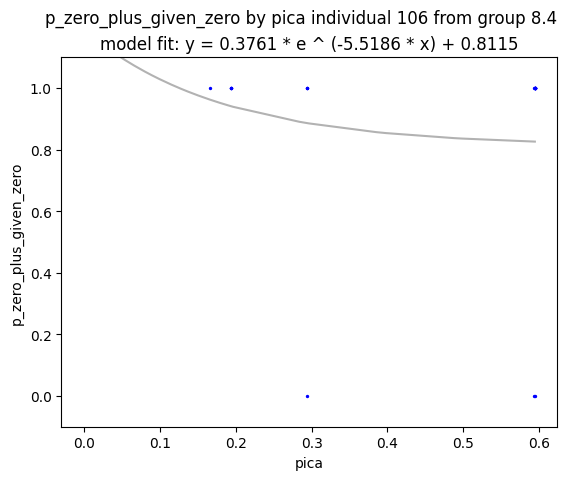 p_zero_plus_given_zero by pica individual 106 from group 8.4
model fit: y = 0.3761 * e ^ (-5.5186 * x) + 0.8115
1.0
0.8
0.6
0.4
0.2
0.0
p_zero_plus_given_zero
0.0 0.1 0.2 0.3 0.4 0.5 0.6
pica